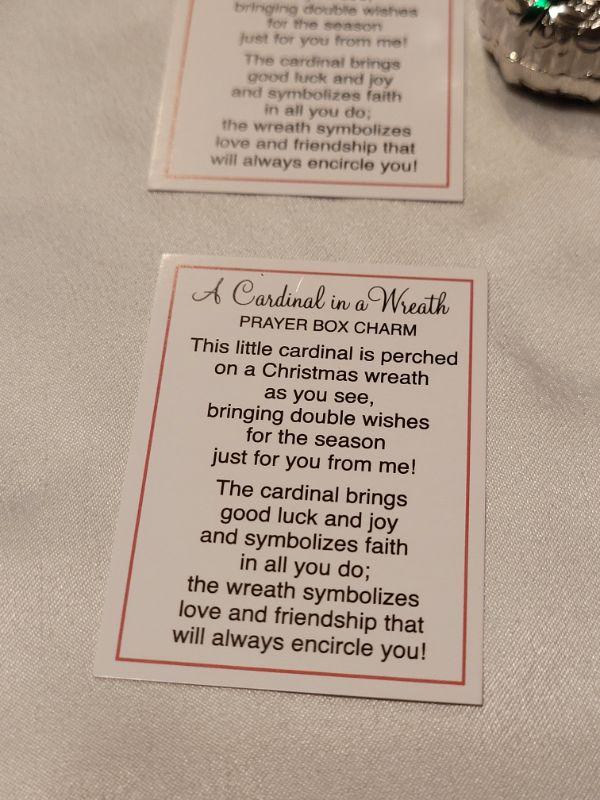 bringing double wishes
for the season
just for you from me!
The cardinal brings
good luck and joy
and symbolizes faith
in all you do;
the wreath symbolizes
love and friendship that
will always encircle you!
A Cardinal in a Wreath
PRAYER BOX CHARM
This little cardinal is perched
on a Christmas wreath
as you see,
bringing double wishes
for the season
just for you from me!
The cardinal brings
good luck and joy
and symbolizes faith
in all you do;
the wreath symbolizes
love and friendship that
will always encircle you!